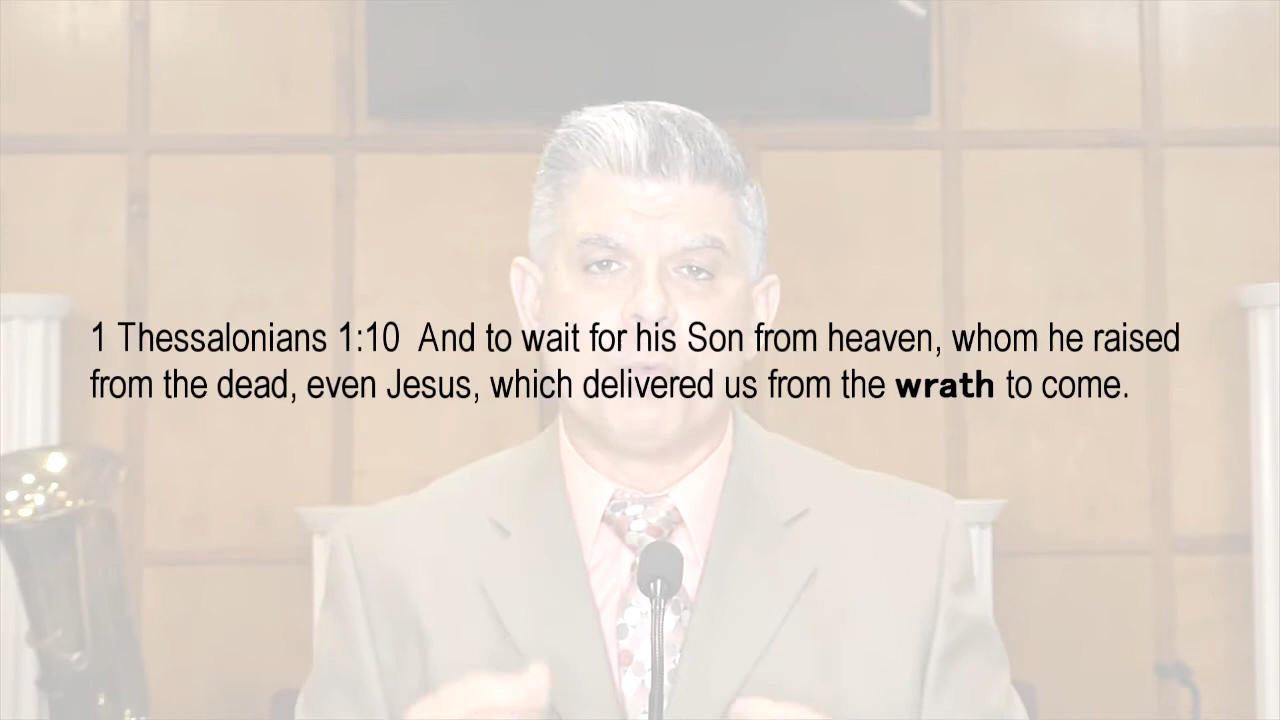 1 Thessalonians 1:10  And to wait for his Son from heaven, whom he raised
from the dead, even Jesus, which delivered us from the wrath to come.